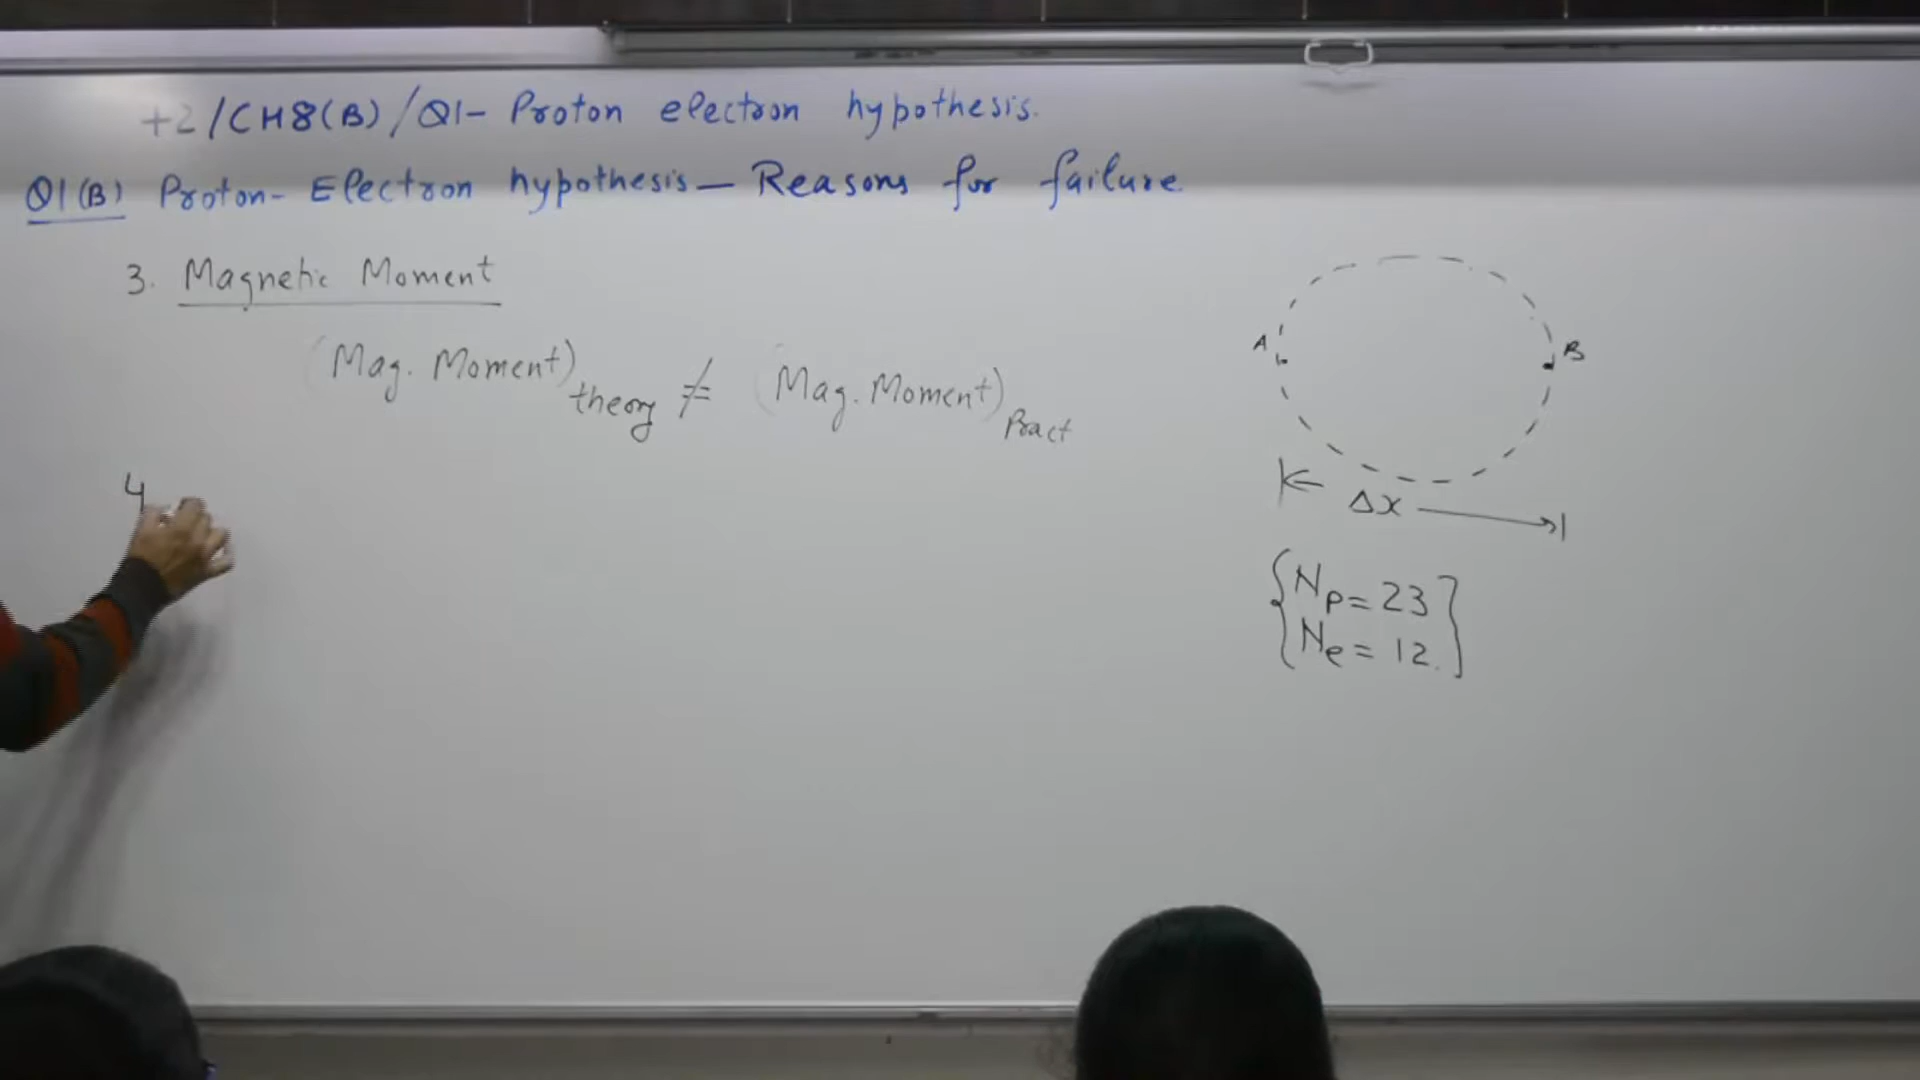 +2/CH8(B)/Q1- Proton electron hypothesis.
Q1(B) Proton- Electron hypothesis — Reasons for failure
3. Magnetic Moment
(Mag. Moment)theory ≠ (Mag. Moment)Pract
4
A B
Δx
{Np = 23
Ne = 12.}